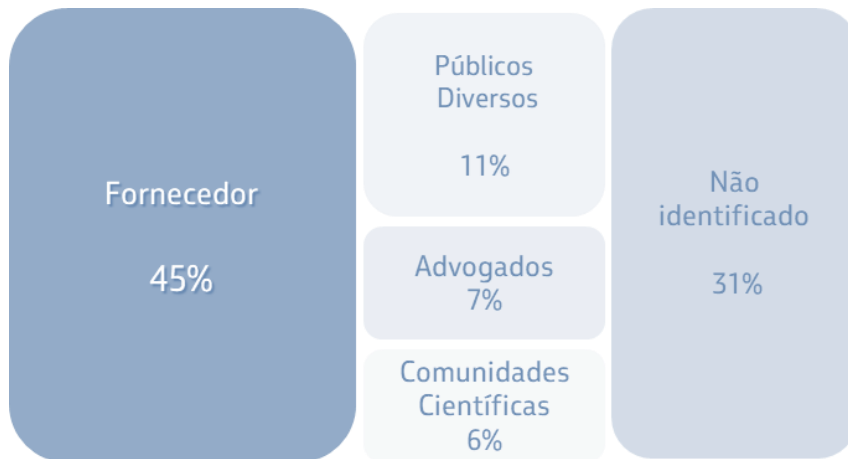 Fornecedor
45%
Públicos
Diversos
11%
Advogados
7%
Comunidades
Científicas
6%
Não
identificado
31%